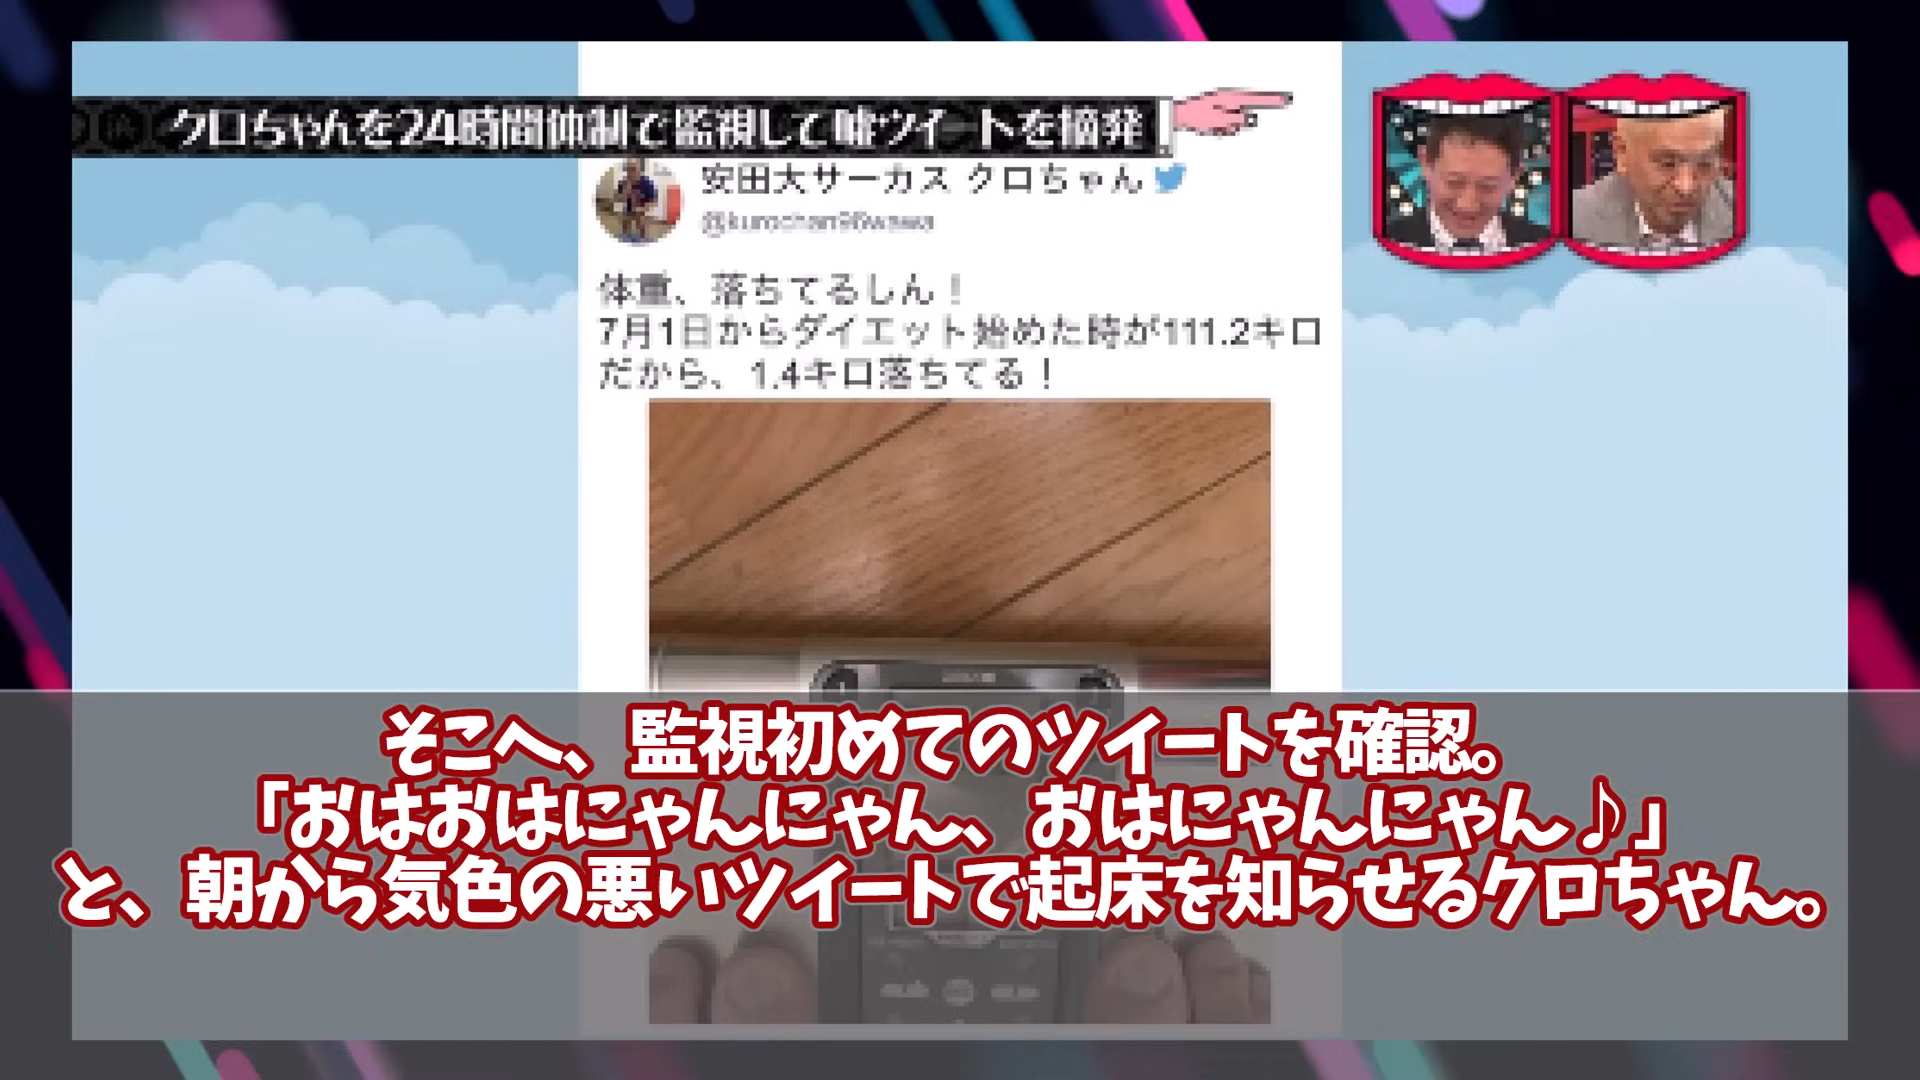 クロちゃんを24時間体制で監視して嘘ツイートを摘発!
安田大サーカス クロちゃん
@kurochan96wawa
体重、落ちてるしん！
7月1日からダイエット始めた時が111.2キロ
だから、1.4キロ落ちてる！
そこへ、監視初めてのツイートを確認。
「おはおはにゃんにゃん、おはにゃんにゃん♪」
と、朝から気色の悪いツイートで起床を知らせるクロちゃん。